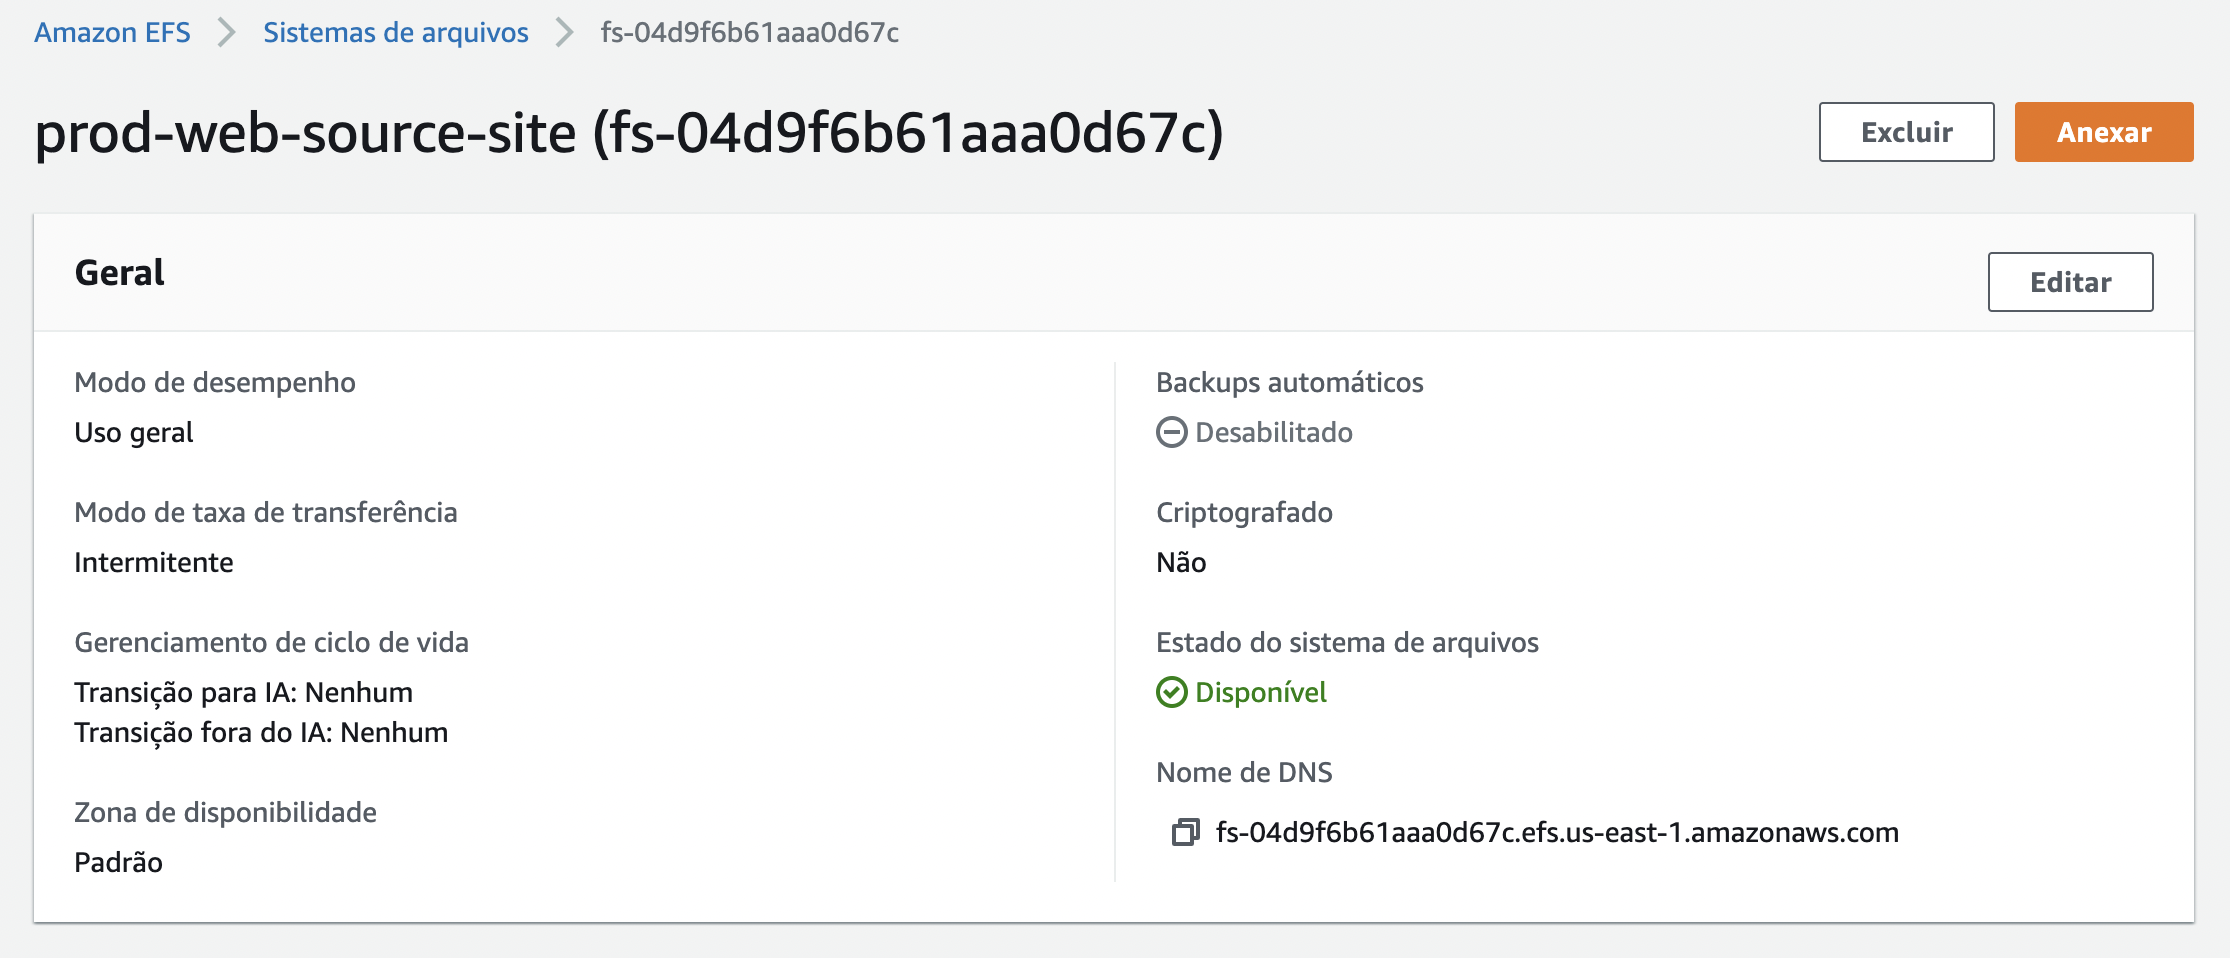 Amazon EFS > Sistemas de arquivos > fs-04d9f6b61aaa0d67c
prod-web-source-site (fs-04d9f6b61aaa0d67c)
Excluir
Anexar
Geral
Editar
Modo de desempenho
Uso geral
Modo de taxa de transferência
Intermitente
Gerenciamento de ciclo de vida
Transição para IA: Nenhum
Transição fora do IA: Nenhum
Zona de disponibilidade
Padrão
Backups automáticos
Desabilitado
Criptografado
Não
Estado do sistema de arquivos
Disponível
Nome de DNS
fs-04d9f6b61aaa0d67c.efs.us-east-1.amazonaws.com